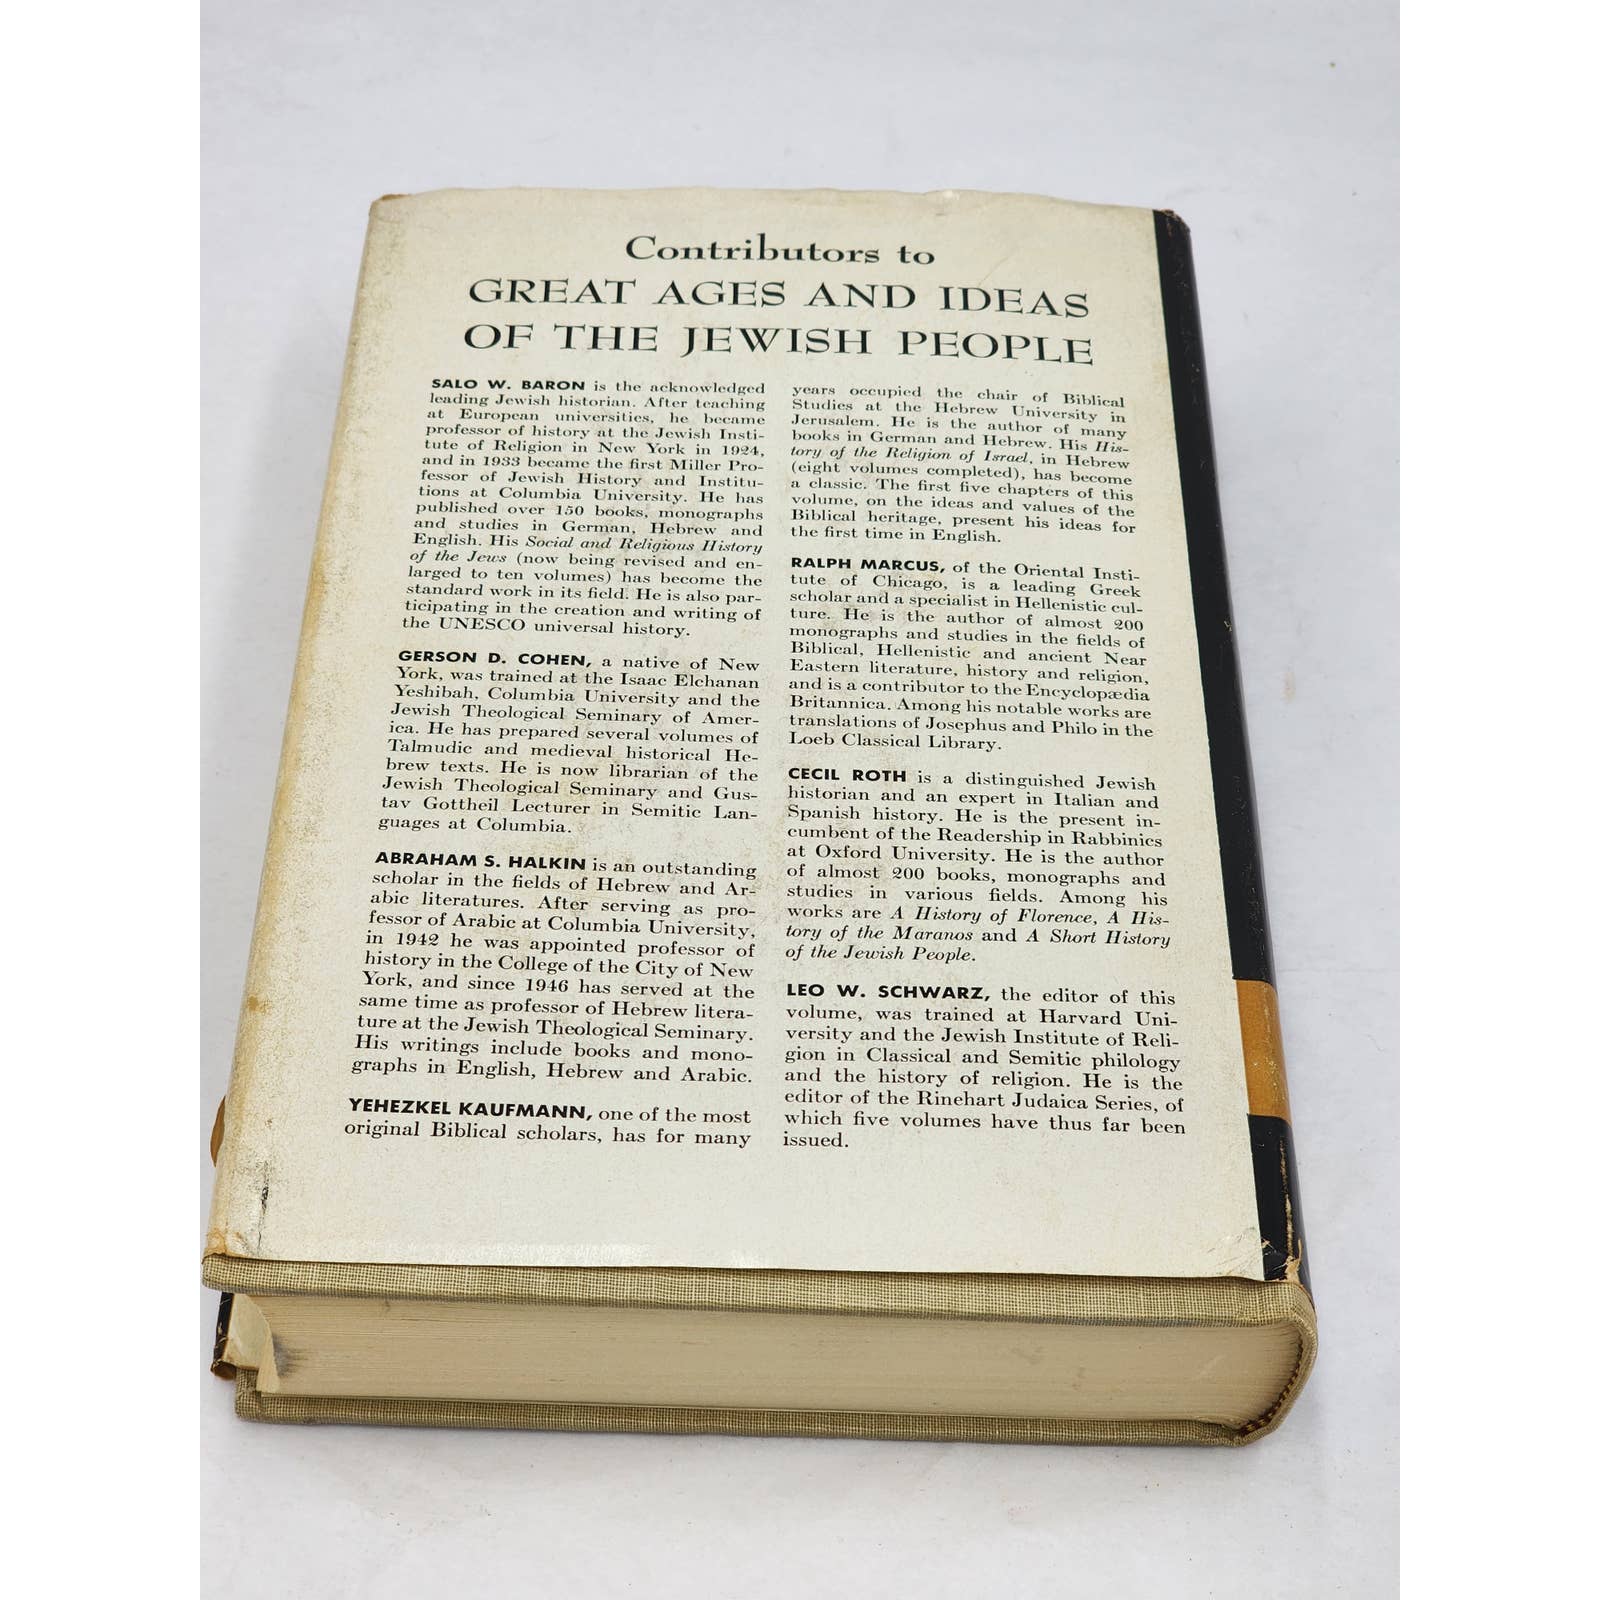 Contributors to
GREAT AGES AND IDEAS
OF THE JEWISH PEOPLE
SALO W. BARON is the acknowledged
leading Jewish historian. After teaching
at European universities, he became
professor of history at the Jewish Insti-
tute of Religion in New York in 1924,
and in 1933 became the first Miller Pro-
fessor of Jewish History and Institu-
tions at Columbia University. He has
published over 150 books, monographs
and studies in German, Hebrew and
English. His Social and Religious History
of the Jews (now being revised and en-
larged to ten volumes) has become the
standard work in its field. He is also par-
ticipating in the creation and writing of
the UNESCO universal history.
GERSON D. COHEN, a native of New
York, was trained at the Isaac Elchanan
Yeshibah, Columbia University and the
Jewish Theological Seminary of Amer-
ica. He has prepared several volumes of
Talmudic and medieval historical He-
brew texts. He is now librarian of the
Jewish Theological Seminary and Gus-
tav Gottheil Lecturer in Semitic Lan-
guages at Columbia.
ABRAHAM S. HALKIN is an outstanding
scholar in the fields of Hebrew and Ar-
abic literatures. After serving as pro-
fessor of Arabic at Columbia University,
in 1942 he was appointed professor of
history in the College of the City of New
York, and since 1946 has served at the
same time as professor of Hebrew litera-
ture at the Jewish Theological Seminary.
His writings include books and mono-
graphs in English, Hebrew and Arabic.
YEHEZKEL KAUFMANN, one of the most
original Biblical scholars, has for many
years occupied the chair of Biblical
Studies at the Hebrew University in
Jerusalem. He is the author of many
books in German and Hebrew. His His-
tory of the Religion of Israel, in Hebrew
(eight volumes completed), has become
a classic. The first five chapters of this
volume, on the ideas and values of the
Biblical heritage, present his ideas for
the first time in English.
RALPH MARCUS, of the Oriental Insti-
tute of Chicago, is a leading Greek
scholar and a specialist in Hellenistic cul-
ture. He is the author of almost 200
monographs and studies in the fields of
Biblical, Hellenistic and ancient Near
Eastern literature, history and religion,
and is a contributor to the Encyclopædia
Britannica. Among his notable works are
translations of Josephus and Philo in the
Loeb Classical Library.
CECIL ROTH is a distinguished Jewish
historian and an expert in Italian and
Spanish history. He is the present in-
cumbent of the Readership in Rabbinics
at Oxford University. He is the author
of almost 200 books, monographs and
studies in various fields. Among his
works are A History of Florence, A His-
tory of the Maranos and A Short History
of the Jewish People.
LEO W. SCHWARZ, the editor of this
volume, was trained at Harvard Uni-
versity and the Jewish Institute of Reli-
gion in Classical and Semitic philology
and the history of religion. He is the
editor of the Rinehart Judaica Series, of
which five volumes have thus far been
issued.